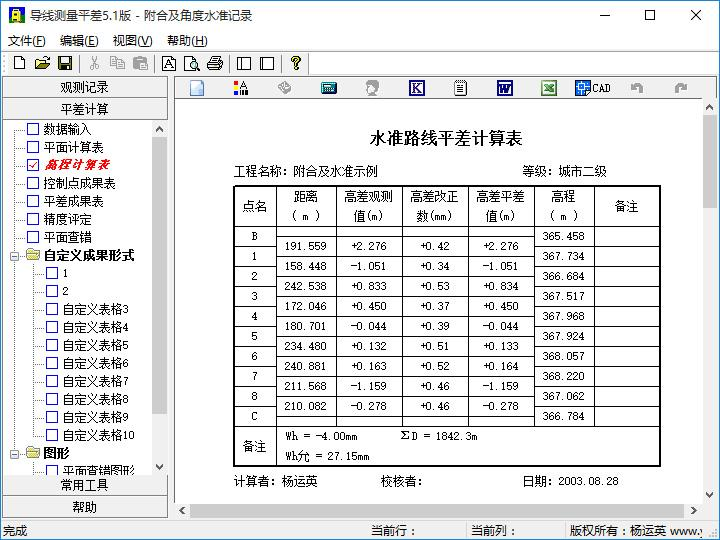 导线测量平差5.1版 - 附合及角度水准记录
文件(F) 编辑(E) 视图(V) 帮助(H)
CAD
观测记录
平差计算
数据输入
平面计算表
高程计算表
控制点成果表
平差成果表
精度评定
平面查错
自定义成果形式
1
2
自定义表格3
自定义表格4
自定义表格5
自定义表格6
自定义表格7
自定义表格8
自定义表格9
自定义表格10
图形
平面查错图形
常用工具
帮助
水准路线平差计算表
工程名称：附合及水准示例 等级：城市二级
点名 距离(m) 高差观测值(m) 高差改正数(mm) 高差平差值(m) 高程(m) 备注
B 365.458
191.559 +2.276 +0.42 +2.276
1 367.734
158.448 -1.051 +0.34 -1.051
2 366.684
242.538 +0.833 +0.53 +0.834
3 367.517
172.046 +0.450 +0.37 +0.450
4 367.968
180.701 -0.044 +0.39 -0.044
5 367.924
234.480 +0.132 +0.51 +0.133
6 368.057
240.881 +0.163 +0.52 +0.164
7 368.220
211.568 -1.159 +0.46 -1.159
8 367.062
210.082 -0.278 +0.46 -0.278
C 366.784
备注
Wh = -4.00mm ΣD = 1842.3m
Wh允 = 27.15mm
计算者：杨运英 校核者： 日期：2003.08.28
完成 当前行： 当前列： 版权所有：杨运英 www.y